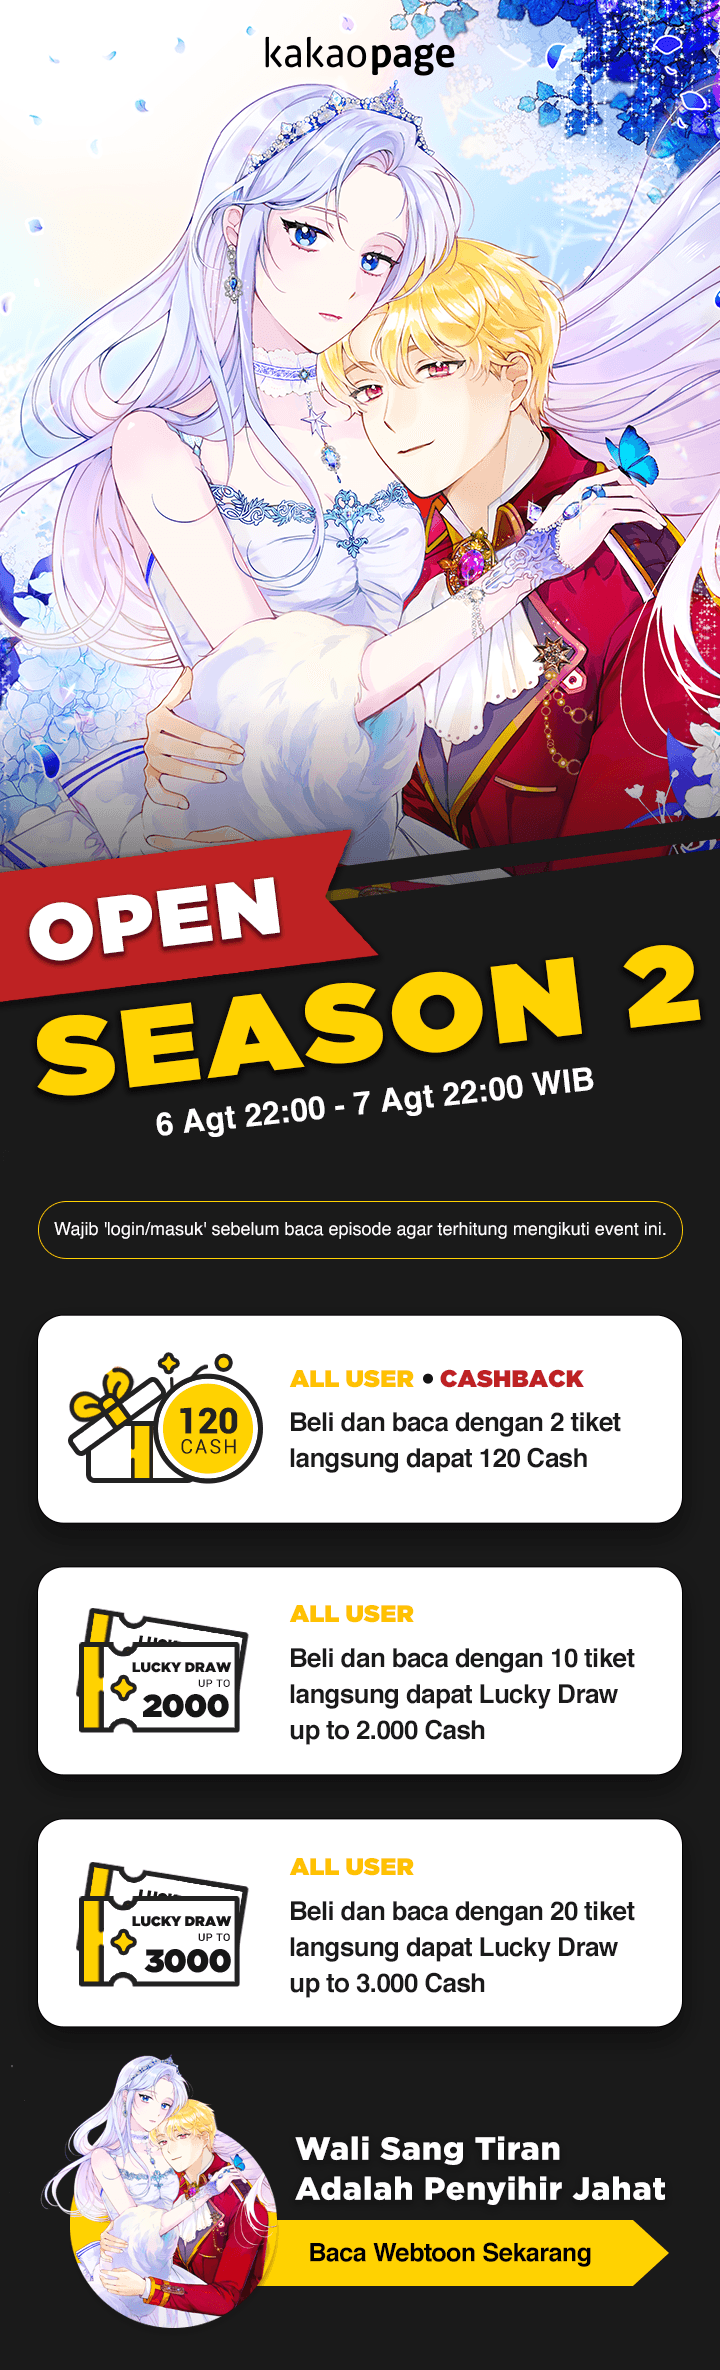 kakaopage
OPEN
SEASON 2
6 Agt 22:00 - 7 Agt 22:00 WIB
Wajib 'login/masuk' sebelum baca episode agar terhitung mengikuti event ini.
120
CASH
ALL USER • CASHBACK
Beli dan baca dengan 2 tiket
langsung dapat 120 Cash
LUCKY DRAW
UP TO
2000
ALL USER
Beli dan baca dengan 10 tiket
langsung dapat Lucky Draw
up to 2.000 Cash
LUCKY DRAW
UP TO
3000
ALL USER
Beli dan baca dengan 20 tiket
langsung dapat Lucky Draw
up to 3.000 Cash
Wali Sang Tiran
Adalah Penyihir Jahat
Baca Webtoon Sekarang